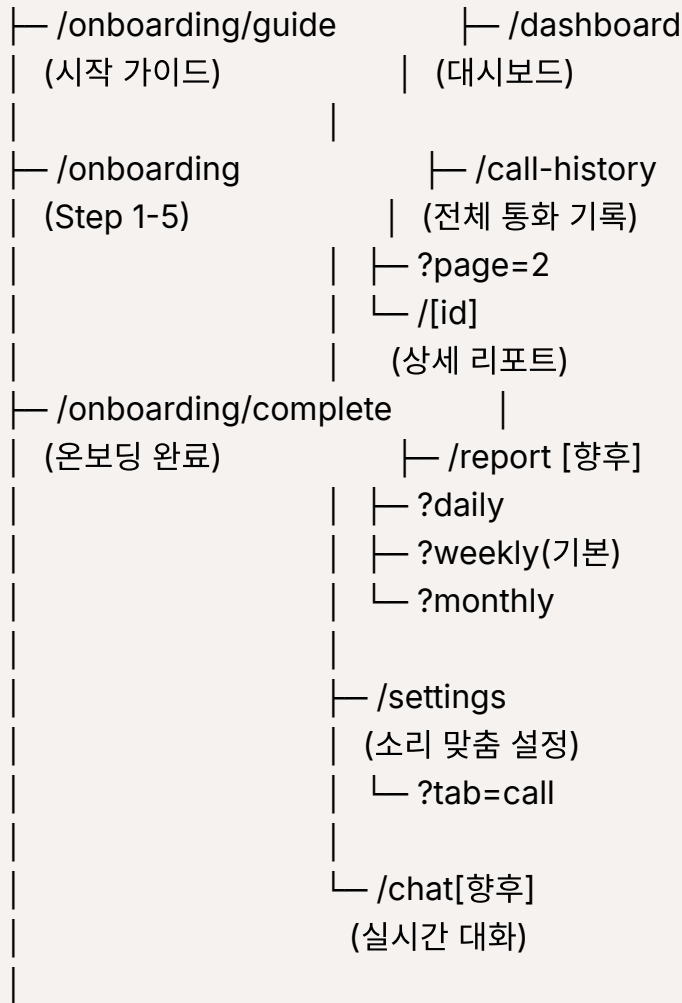 ├─ /onboarding/guide ├─ /dashboard
│ (시작 가이드) │ (대시보드)
│ │
├─ /onboarding ├─ /call-history
│ (Step 1-5) │ (전체 통화 기록)
│ │ ├─ ?page=2
│ │ └─ /[id]
│ │ (상세 리포트)
├─ /onboarding/complete │
│ (온보딩 완료) ├─ /report [향후]
│ │ ├─ ?daily
│ │ ├─ ?weekly(기본)
│ │ └─ ?monthly
│ │
│ ├─ /settings
│ │ (소리 맞춤 설정)
│ │ └─ ?tab=call
│ │
│ └─ /chat[향후]
│ (실시간 대화)
│